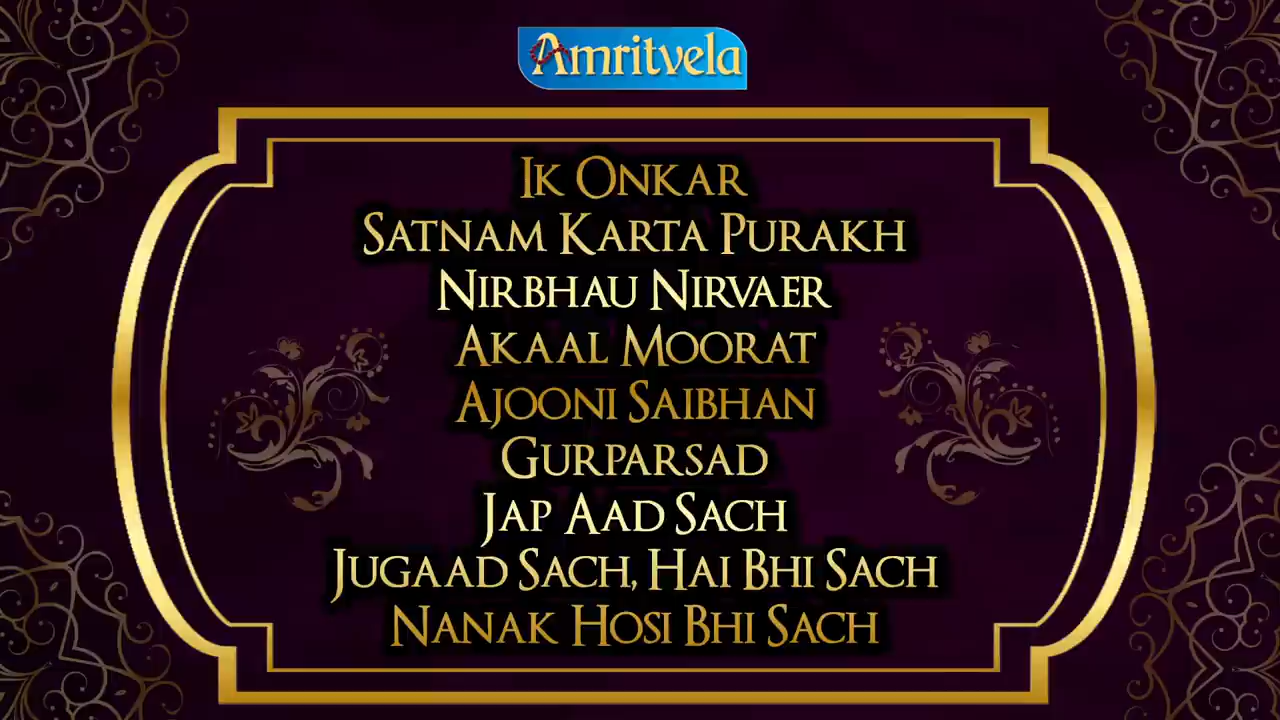 Amritvela
Ik Onkar
Satnam Karta Purakh
Nirbhau Nirvaer
Akaal Moorat
Ajooni Saibhan
Gurparsad
Jap Aad Sach
Jugaad Sach, Hai Bhi Sach
Nanak Hosi Bhi Sach